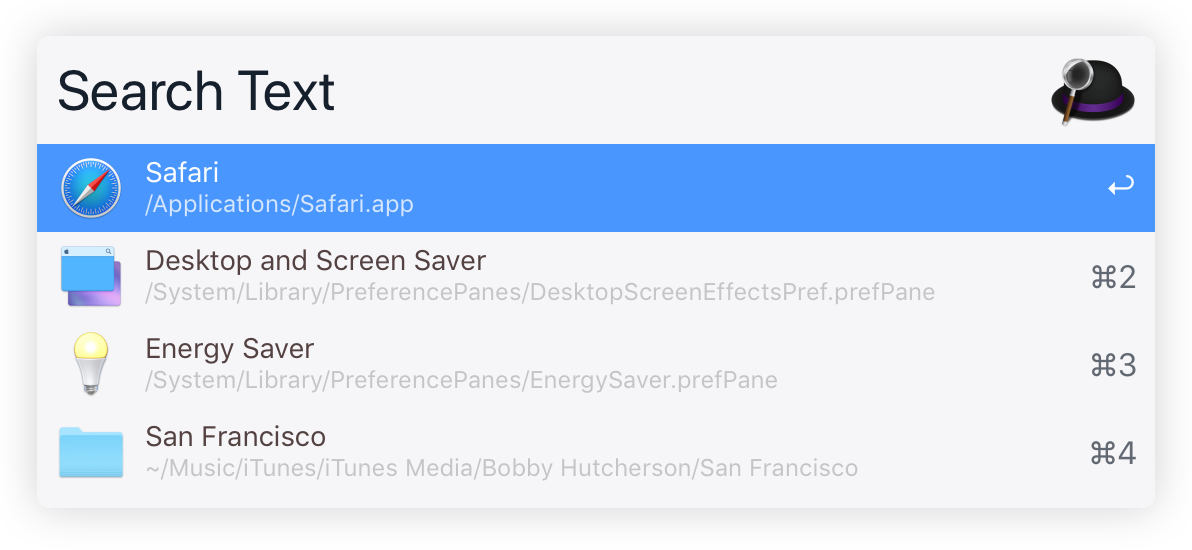 Search Text
Safari
/Applications/Safari.app
↩
Desktop and Screen Saver
/System/Library/PreferencePanes/DesktopScreenEffectsPref.prefPane
⌘2
Energy Saver
/System/Library/PreferencePanes/EnergySaver.prefPane
⌘3
San Francisco
~/Music/iTunes/iTunes Media/Bobby Hutcherson/San Francisco
⌘4